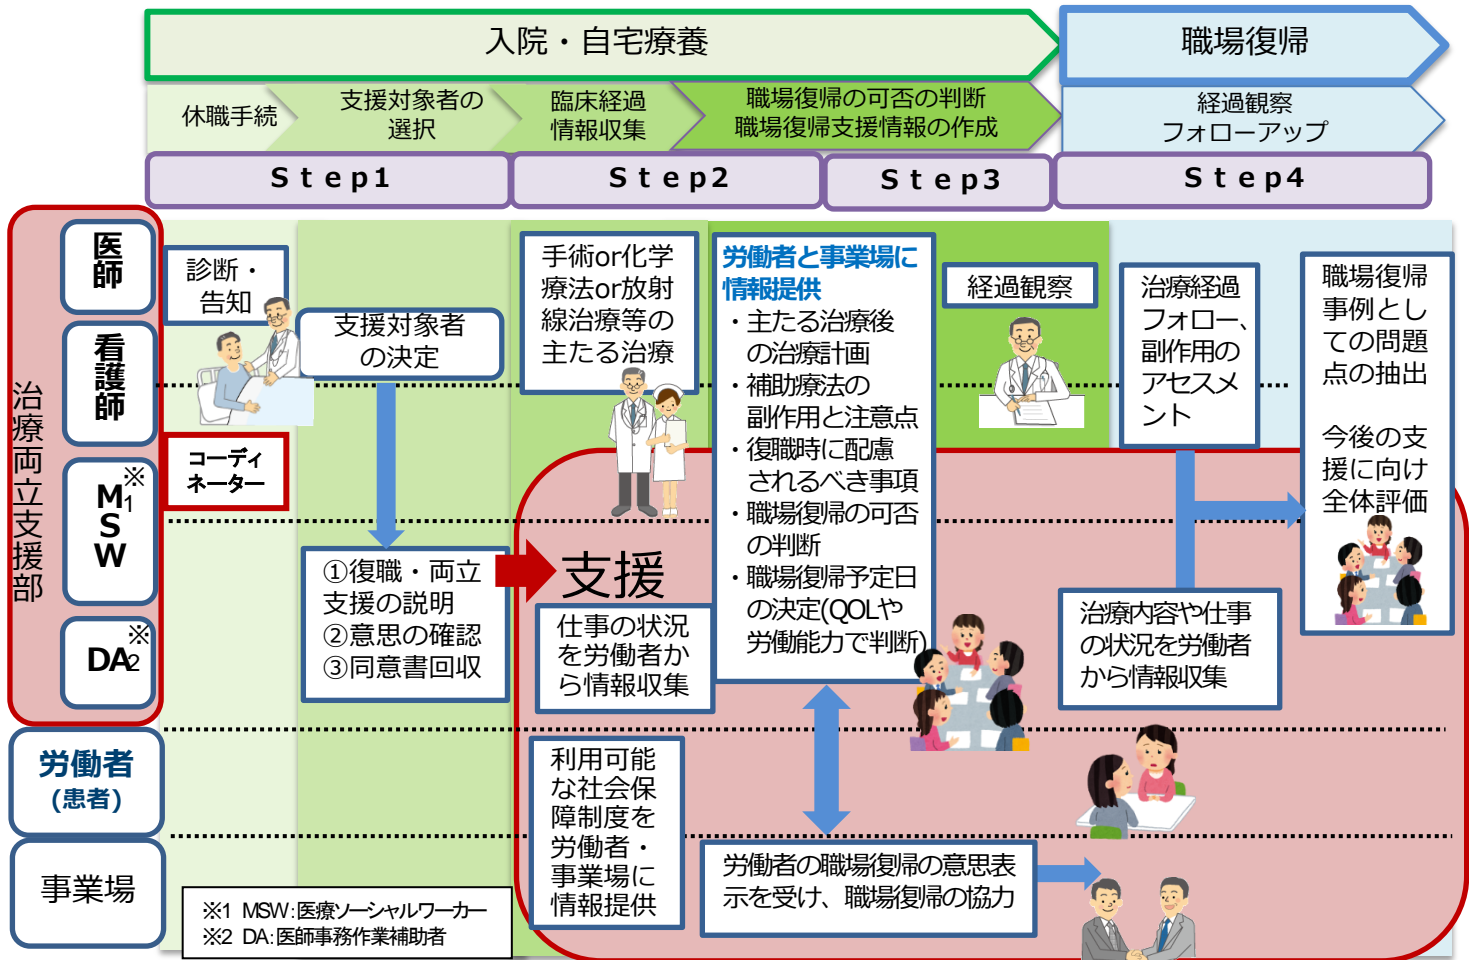 入院・自宅療養
職場復帰
休職手続
支援対象者の
選択
臨床経過
情報収集
職場復帰の可否の判断
職場復帰支援情報の作成
経過観察
フォローアップ
Ｓｔｅｐ1
Ｓｔｅｐ2
Ｓｔｅｐ3
Ｓｔｅｐ4
治療両立支援部
医師
看護師
MSW
※1
DA
※2
コーディ
ネーター
診断・
告知
支援対象者
の決定
①復職・両立
支援の説明
②意思の確認
③同意書回収
手術or化学
療法or放射
線治療等の
主たる治療
支援
仕事の状況
を労働者か
ら情報収集
利用可能
な社会保
障制度を
労働者・
事業場に
情報提供
労働者と事業場に
情報提供
・主たる治療後
の治療計画
・補助療法の
副作用と注意点
・復職時に配慮
されるべき事項
・職場復帰の可否
の判断
・職場復帰予定日
の決定(QOLや
労働能力で判断)
経過観察
治療経過
フォロー、
副作用の
アセスメ
ント
治療内容や仕事
の状況を労働者
から情報収集
職場復帰
事例とし
ての問題
点の抽出
今後の支
援に向け
全体評価
労働者
(患者)
事業場
労働者の職場復帰の意思表
示を受け、職場復帰の協力
※1 MSW：医療ソーシャルワーカー
※2 DA：医師事務作業補助者